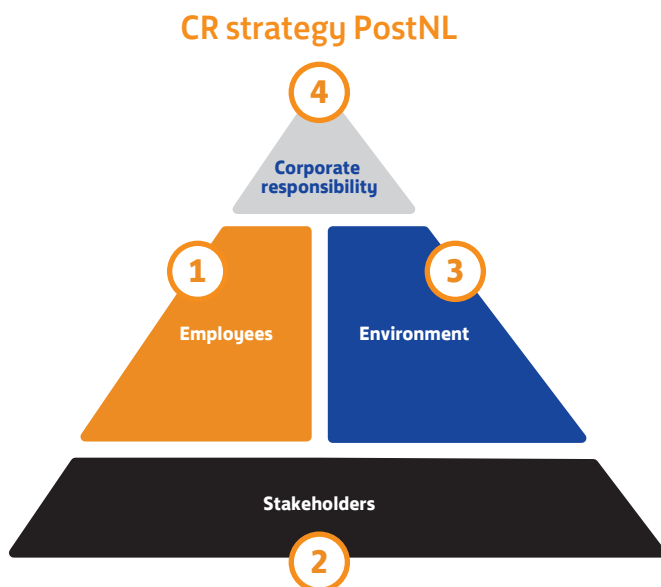 CR strategy PostNL
4
Corporate
responsibility
1
3
Employees
Environment
Stakeholders
2